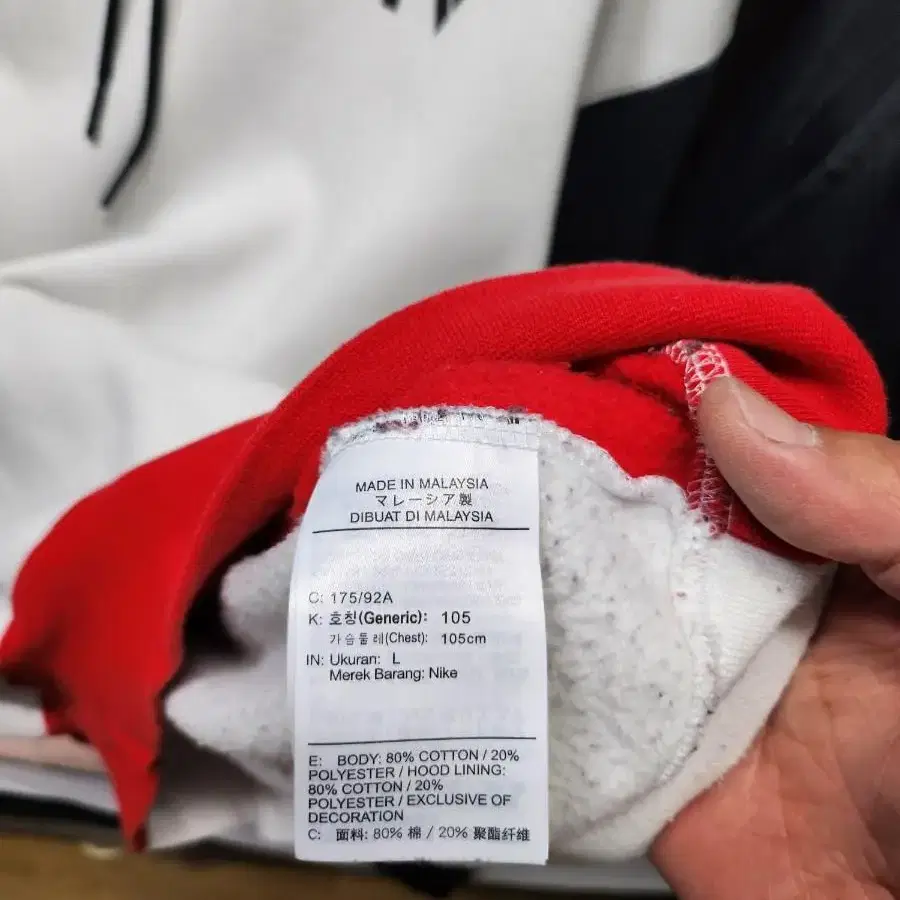 MADE IN MALAYSIA
マレーシア製
DIBUAT DI MALAYSIA
C: 175/92A
K: 호칭(Generic): 105
가슴둘레(Chest): 105cm
IN: Ukuran: L
Merek Barang: Nike
E: BODY: 80% COTTON / 20%
POLYESTER / HOOD LINING:
80% COTTON / 20%
POLYESTER / EXCLUSIVE OF
DECORATION
C: 面料: 80% 棉 / 20% 聚酯纤维